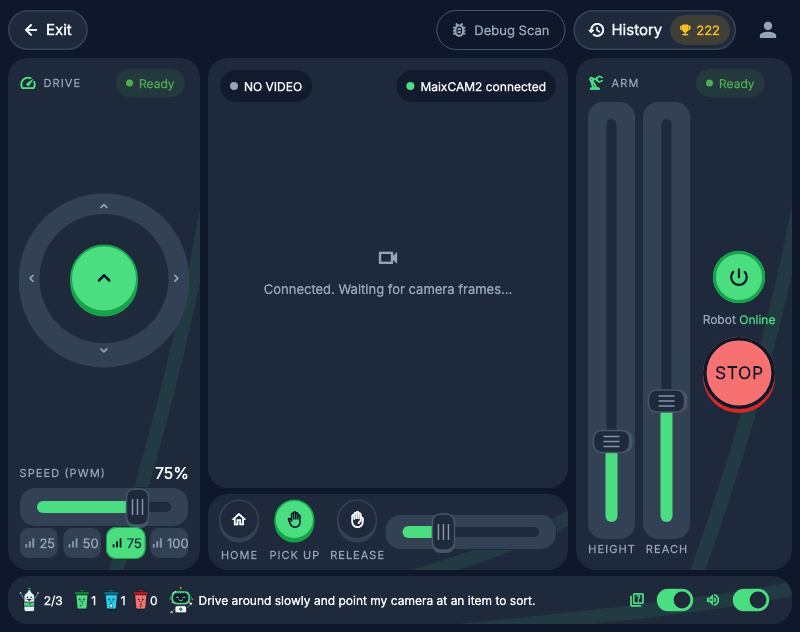 Exit
Debug Scan
History
222
DRIVE
Ready
NO VIDEO
MaixCAM2 connected
ARM
Ready
Connected. Waiting for camera frames...
Robot Online
STOP
SPEED (PWM)
75%
25
50
75
100
HOME
PICK UP
RELEASE
HEIGHT
REACH
2/3
1
1
0
Drive around slowly and point my camera at an item to sort.